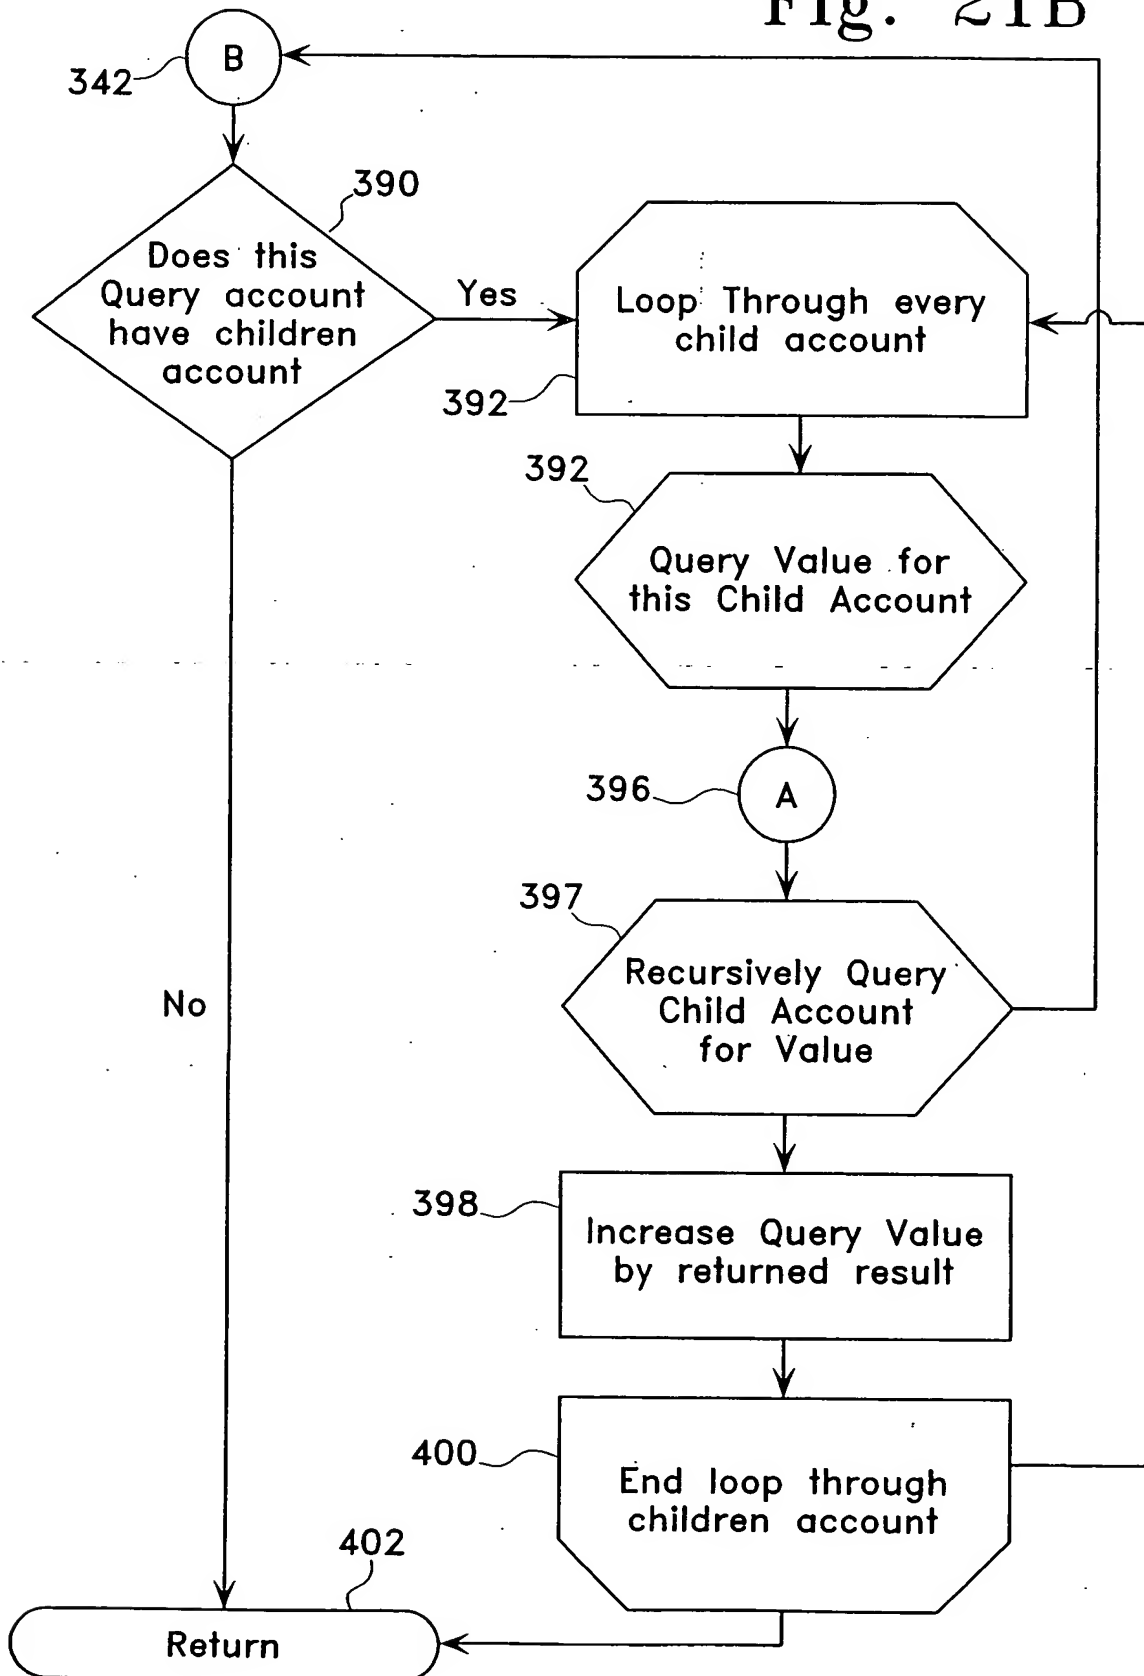 Fig. 21B
B
342
390
Does this
Query account
have children
account
Yes
Loop Through every
child account
392
392
Query Value for
this Child Account
396
A
397
Recursively Query
Child Account
for Value
No
398
Increase Query Value
by returned result
400
End loop through
children account
402
Return